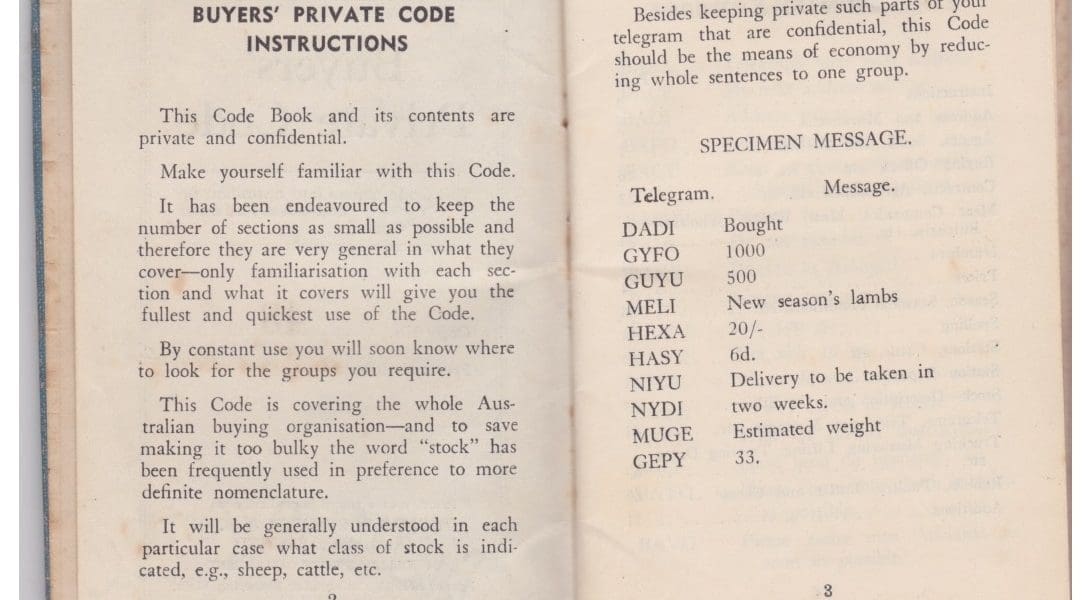 BUYERS' PRIVATE CODE
INSTRUCTIONS
This Code Book and its contents are
private and confidential.
Make yourself familiar with this Code.
It has been endeavoured to keep the
number of sections as small as possible and
therefore they are very general in what they
cover—only familiarisation with each sec-
tion and what it covers will give you the
fullest and quickest use of the Code.
By constant use you will soon know where
to look for the groups you require.
This Code is covering the whole Aus-
tralian buying organisation—and to save
making it too bulky the word "stock" has
been frequently used in preference to more
definite nomenclature.
It will be generally understood in each
particular case what class of stock is indi-
cated, e.g., sheep, cattle, etc.
Besides keeping private such parts of your
telegram that are confidential, this Code
should be the means of economy by reduc-
ing whole sentences to one group.
SPECIMEN MESSAGE.
Telegram. Message.
DADI Bought
GYFO 1000
GUYU 500
MELI New season's lambs
HEXA 20/-
HASY 6d.
NIYU Delivery to be taken in
NYDI two weeks.
MUGE Estimated weight
GEPY 33.
3